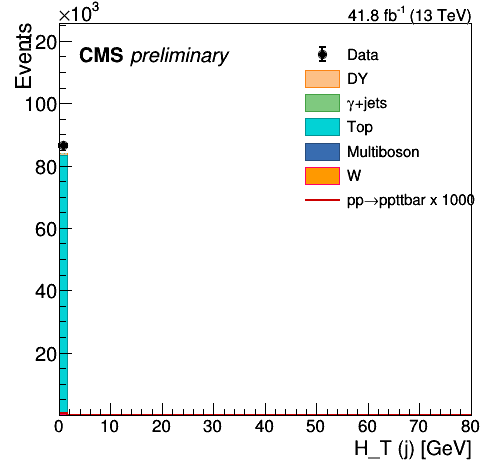 ×10³
41.8 fb⁻¹ (13 TeV)
Events
CMS preliminary
Data
DY
γ+jets
Top
Multiboson
W
pp→ppttbar x 1000
120
100
80
60
40
20
0 10 20 30 40 50 60 70 80
H_T (j) [GeV]